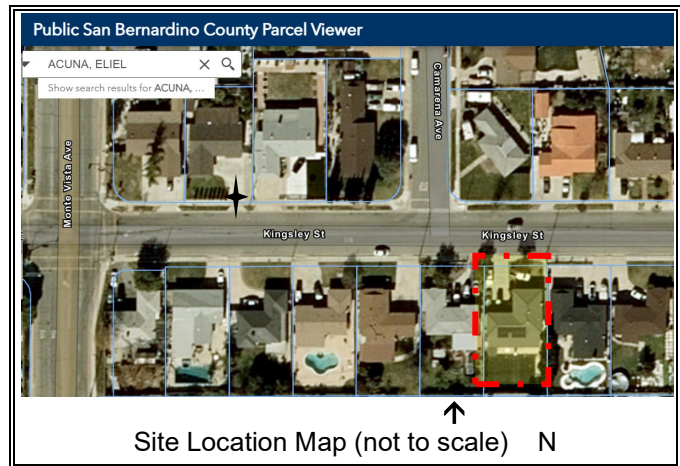 Public San Bernardino County Parcel Viewer
ACUNA, ELIEL
Show search results for ACUNA, ...
Camarena Ave
Monte Vista Ave
Kingsley St
Kingsley St
Site Location Map (not to scale) N